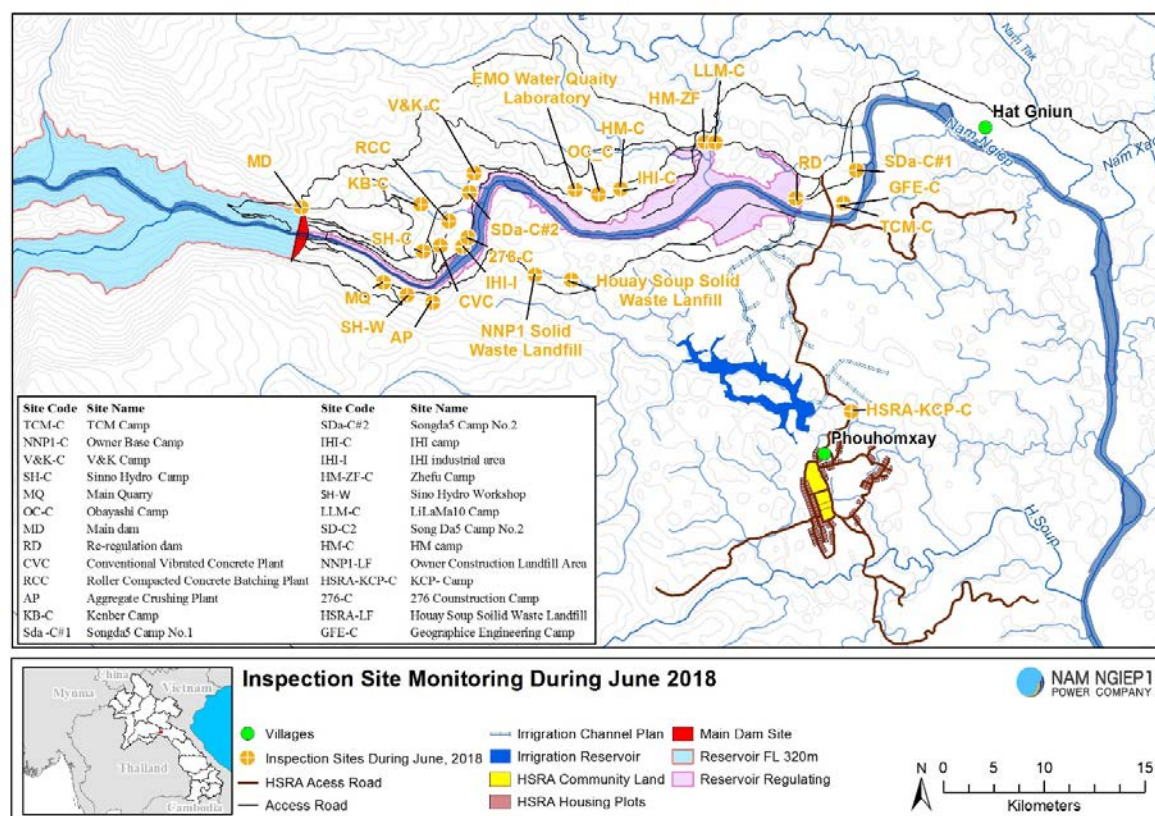 EMO Water Quaity
Laboratory
LLM-C
HM-ZF
V&K-C
HM-C
OC_C
RCC
IHI-C
RD
Hat Gniun
Nam Tak
Nam Ngiep
Nam Xao
MD
KB-C
SDa-C#1
GFE-C
TCM-C
SDa-C#2
SH-C
276-C
IHI-I
CVC
MQ
SH-W
AP
NNP1 Solid
Waste Landfill
Houay Soup Solid
Waste Lanfill
HSRA-KCP-C
Phouhomxay
H.Soup
Site Code Site Name Site Code Site Name
TCM-C TCM Camp SDa-C#2 Songda5 Camp No.2
NNP1-C Owner Base Camp IHI-C IHI camp
V&K-C V&K Camp IHI-I IHI industrial area
SH-C Sinno Hydro Camp HM-ZF-C Zhefu Camp
MQ Main Quarry SH-W Sino Hydro Workshop
OC-C Obayashi Camp LLM-C LiLaMa10 Camp
MD Main dam SD-C2 Song Da5 Camp No.2
RD Re-regulation dam HM-C HM camp
CVC Conventional Vibrated Concrete Plant NNP1-LF Owner Construction Landfill Area
RCC Roller Compacted Concrete Batching Plant HSRA-KCP-C KCP- Camp
AP Aggregate Crushing Plant 276-C 276 Counstruction Camp
KB-C Kenber Camp HSRA-LF Houay Soup Soilid Waste Landfill
Sda -C#1 Songda5 Camp No.1 GFE-C Geographice Engineering Camp
China
Mynma
Vietnam
Thailand
Cambodia
Inspection Site Monitoring During June 2018
NAM NGIEP1
POWER COMPANY
Villages
Inspection Sites During June, 2018
HSRA Acess Road
Access Road
Irrigration Channel Plan
Irrigration Reservoir
HSRA Community Land
HSRA Housing Plots
Main Dam Site
Reservoir FL 320m
Reservoir Regulating
N
0 5 10 15
Kilometers